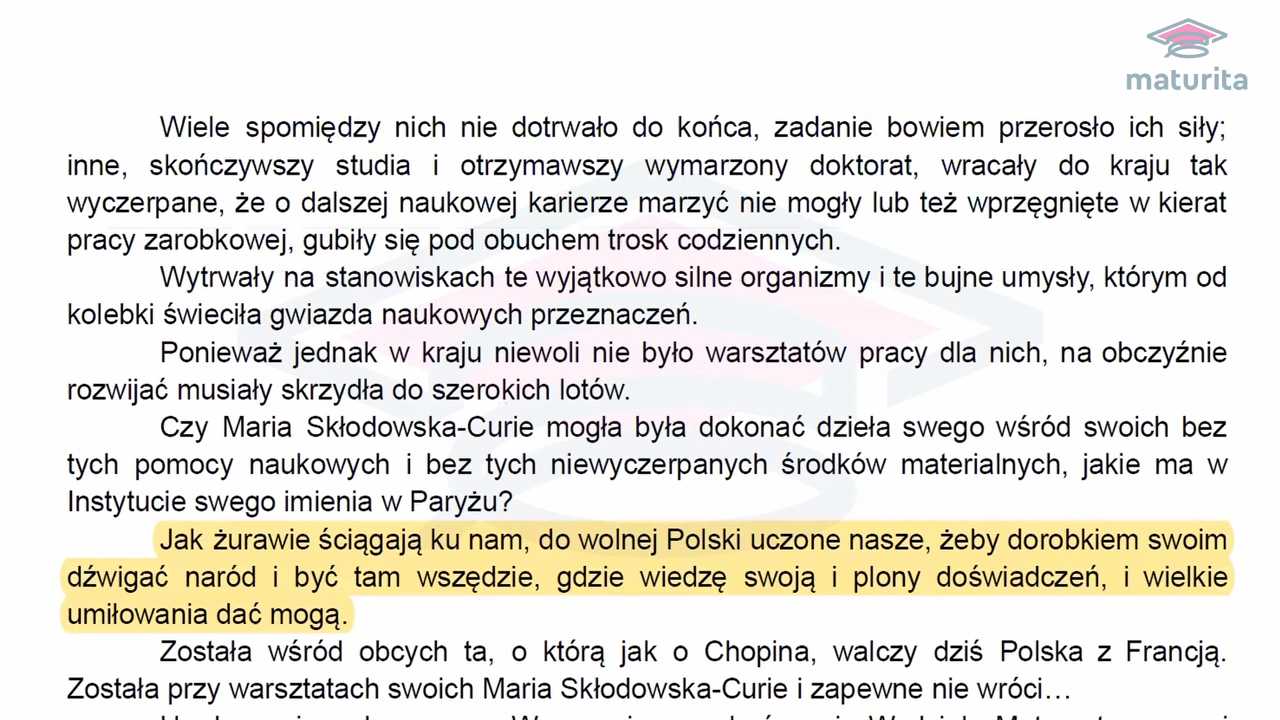 maturita
Wiele spomiędzy nich nie dotrwało do końca, zadanie bowiem przerosło ich siły;
inne, skończywszy studia i otrzymawszy wymarzony doktorat, wracały do kraju tak
wyczerpane, że o dalszej naukowej karierze marzyć nie mogły lub też wprzęgnięte w kierat
pracy zarobkowej, gubiły się pod obuchem trosk codziennych.
Wytrwały na stanowiskach te wyjątkowo silne organizmy i te bujne umysły, którym od
kolebki świeciła gwiazda naukowych przeznaczeń.
Ponieważ jednak w kraju niewoli nie było warsztatów pracy dla nich, na obczyźnie
rozwijać musiały skrzydła do szerokich lotów.
Czy Maria Skłodowska-Curie mogła była dokonać dzieła swego wśród swoich bez
tych pomocy naukowych i bez tych niewyczerpanych środków materialnych, jakie ma w
Instytucie swego imienia w Paryżu?
Jak żurawie ściągają ku nam, do wolnej Polski uczone nasze, żeby dorobkiem swoim
dźwigać naród i być tam wszędzie, gdzie wiedzę swoją i plony doświadczeń, i wielkie
umiłowania dać mogą.
Została wśród obcych ta, o którą jak o Chopina, walczy dziś Polska z Francją.
Została przy warsztatach swoich Maria Skłodowska-Curie i zapewne nie wróci…